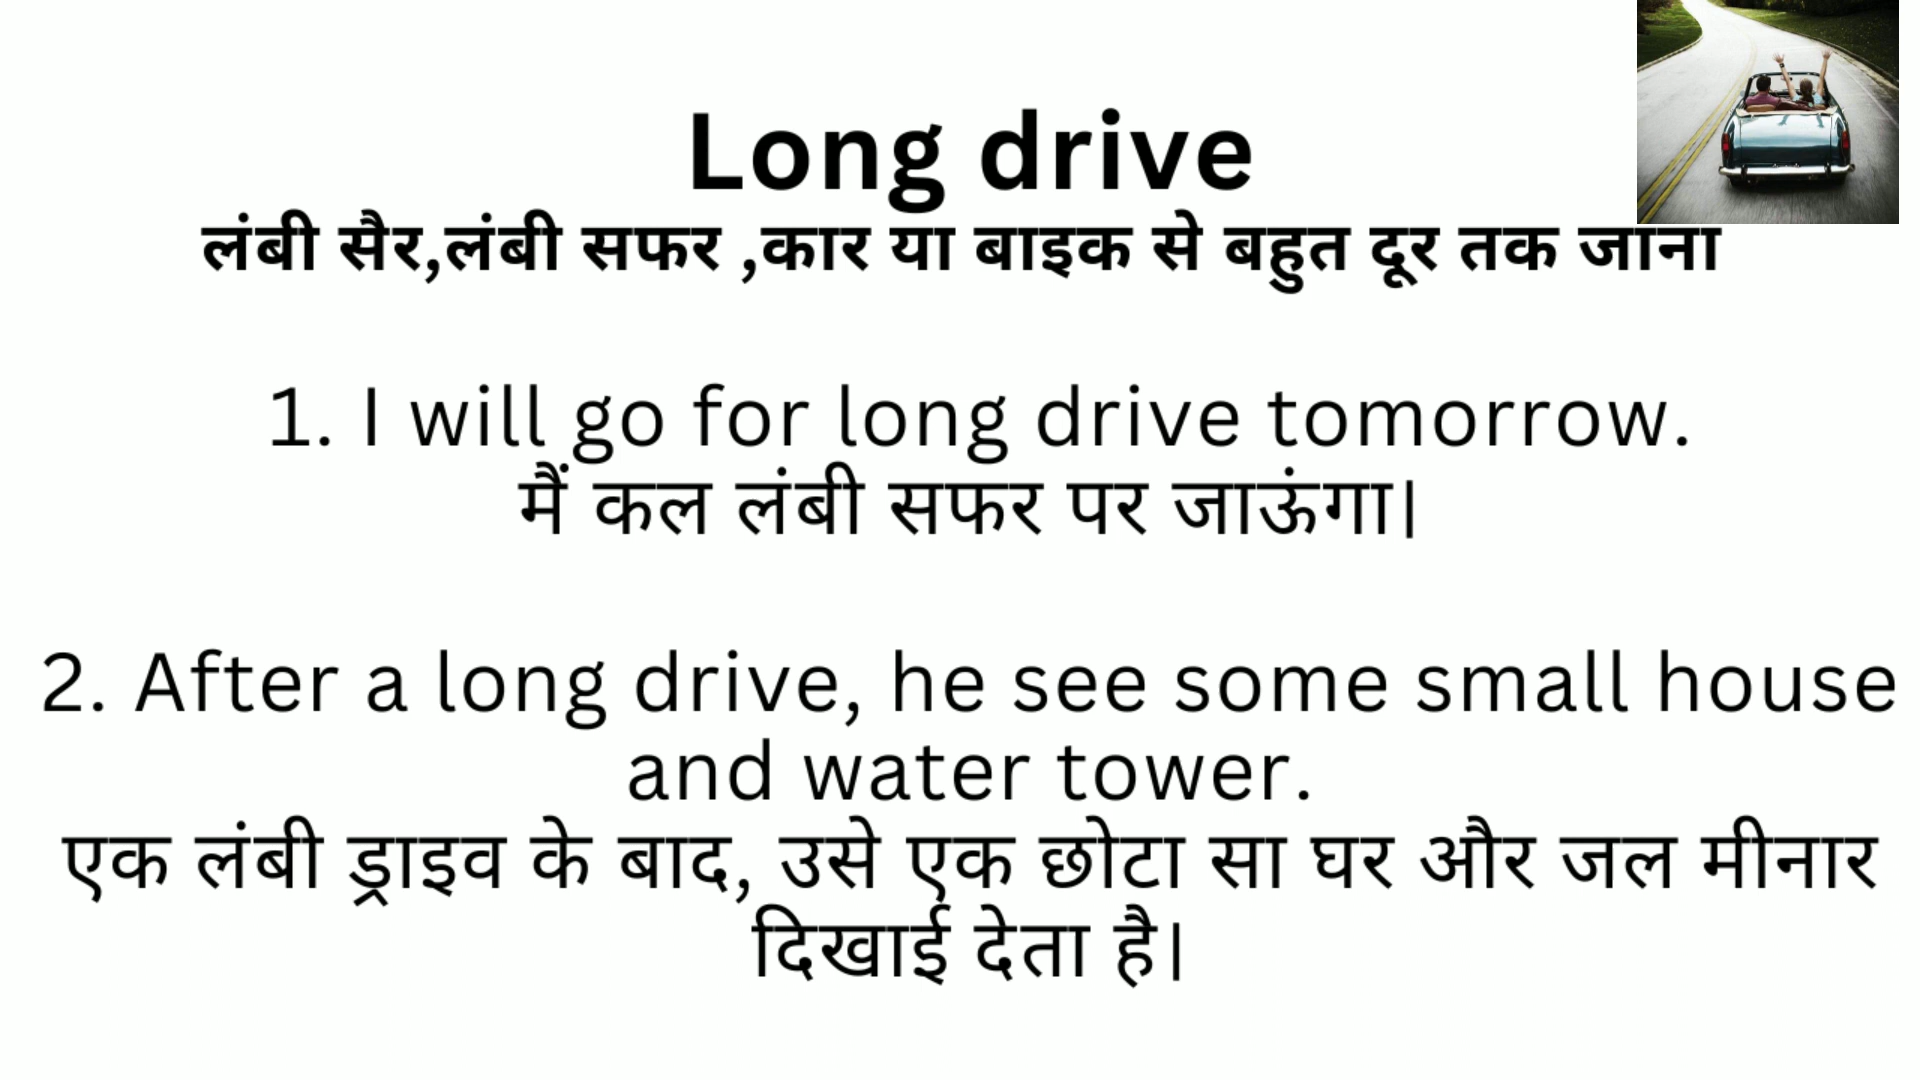 Long drive
लंबी सैर,लंबी सफर ,कार या बाइक से बहुत दूर तक जाना
1. I will go for long drive tomorrow.
मैं कल लंबी सफर पर जाऊंगा|
2. After a long drive, he see some small house
and water tower.
एक लंबी ड्राइव के बाद, उसे एक छोटा सा घर और जल मीनार
दिखाई देता है|